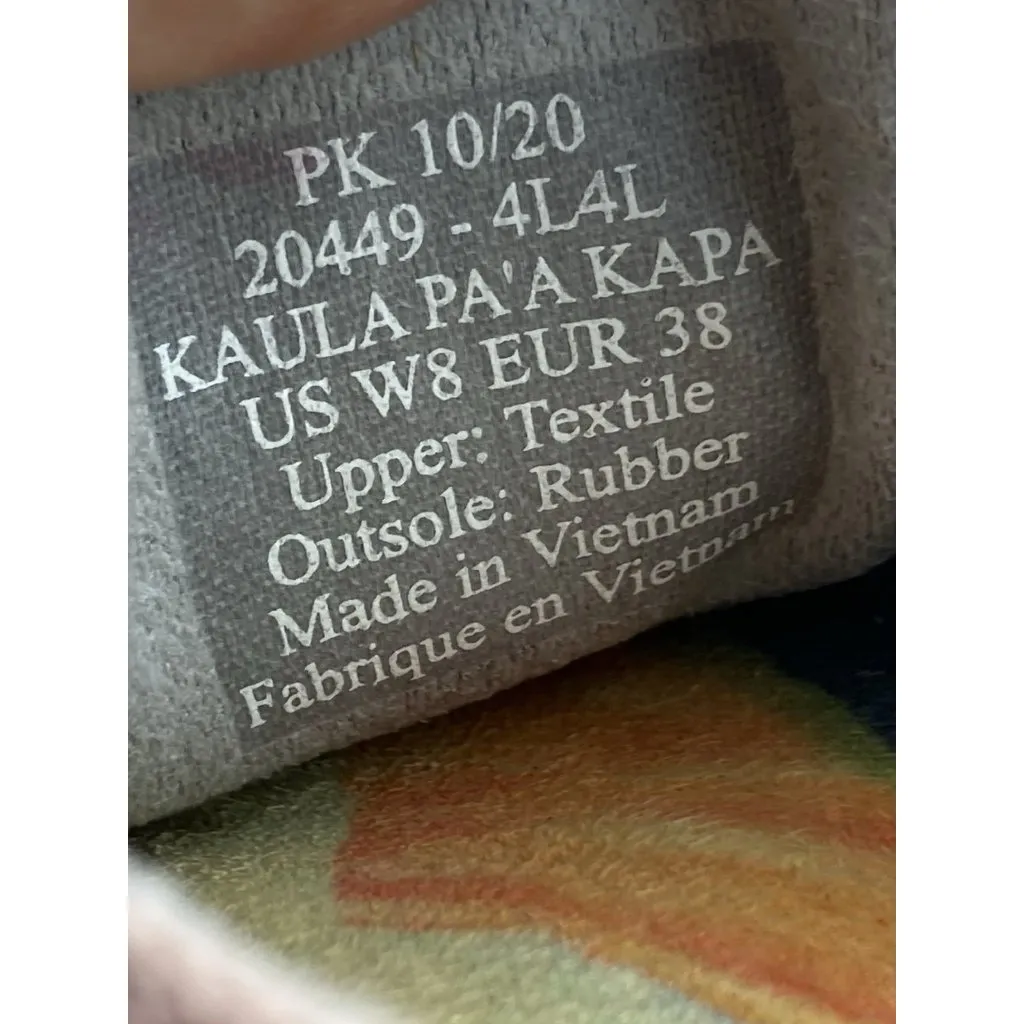 PK 10/20
20449 - 4L4L
KAULA PA'A KAPA
US W8 EUR 38
Upper: Textile
Outsole: Rubber
Made in Vietnam
Fabrique en Vietnam